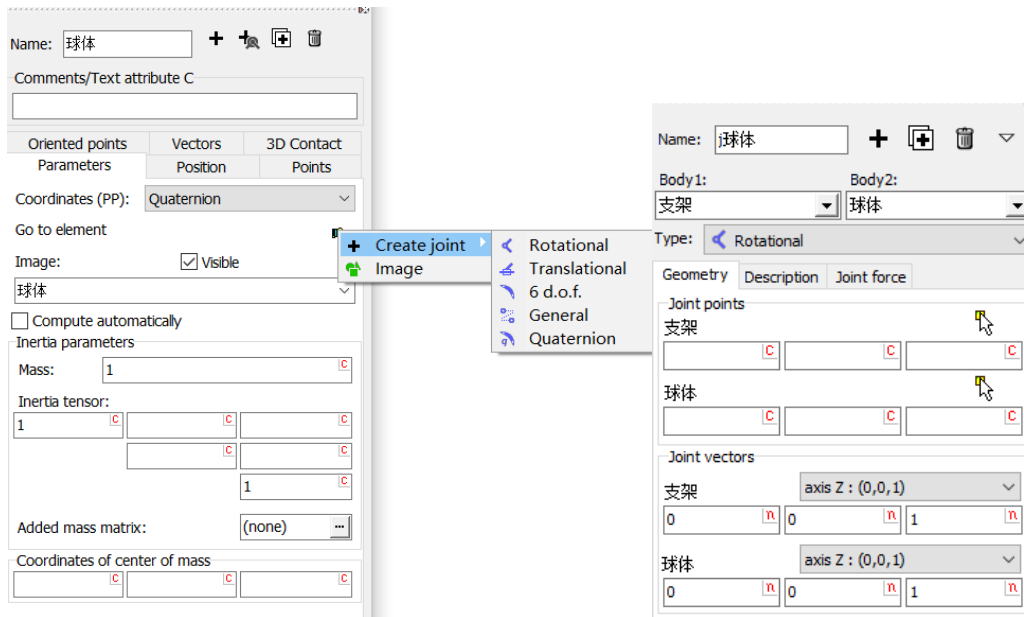 Name: 球体
Comments/Text attribute C
Oriented points Vectors 3D Contact
Parameters Position Points
Coordinates (PP): Quaternion
Go to element
Image: Visible
球体
Compute automatically
Inertia parameters
Mass: 1 C
Inertia tensor:
1 C C C
C C
1 C
Added mass matrix: (none) ...
Coordinates of center of mass
C C C
Create joint
Image
Rotational
Translational
6 d.o.f.
General
Quaternion
Name: j球体
Body1: Body2:
支架 球体
Type: Rotational
Geometry Description Joint force
Joint points
支架
C C C
球体
C C C
Joint vectors
支架 axis Z : (0,0,1)
0 n 0 n 1 n
球体 axis Z : (0,0,1)
0 n 0 n 1 n